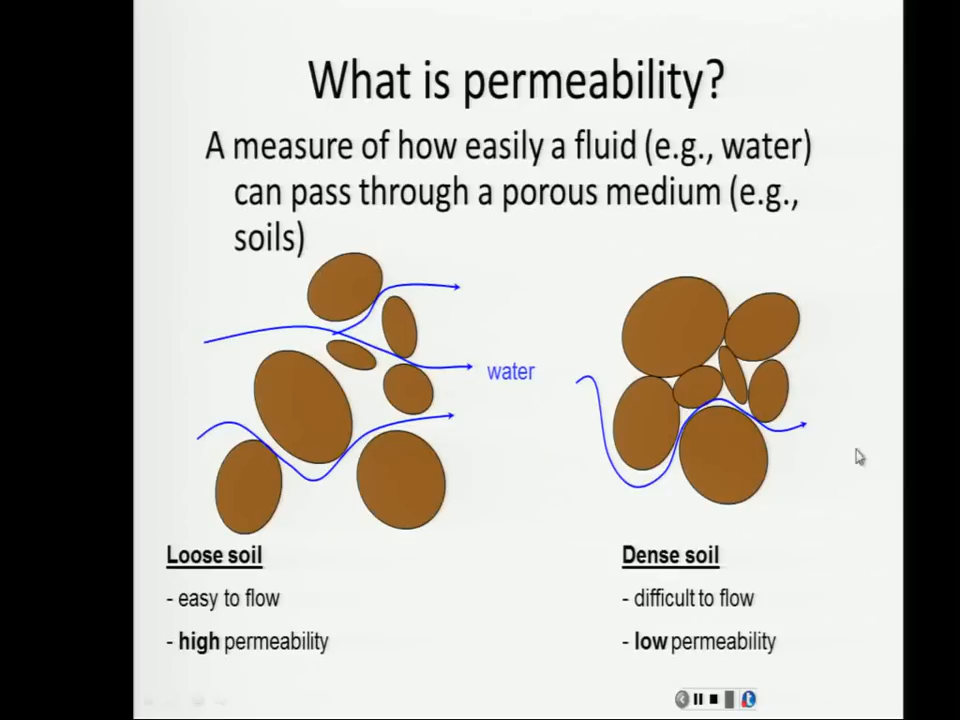 What is permeability?
A measure of how easily a fluid (e.g., water)
can pass through a porous medium (e.g.,
soils)
water
Loose soil
- easy to flow
- high permeability
Dense soil
- difficult to flow
- low permeability